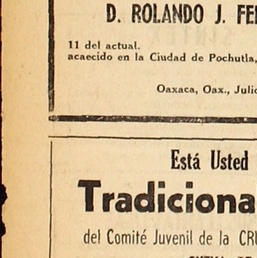 D. ROLANDO J.
11 del actual.
acaecido en la Ciudad de Pochutla,
Oaxaca, Oax., Julio
Está Usted
Tradiciona
del Comité Juvenil de la CRU